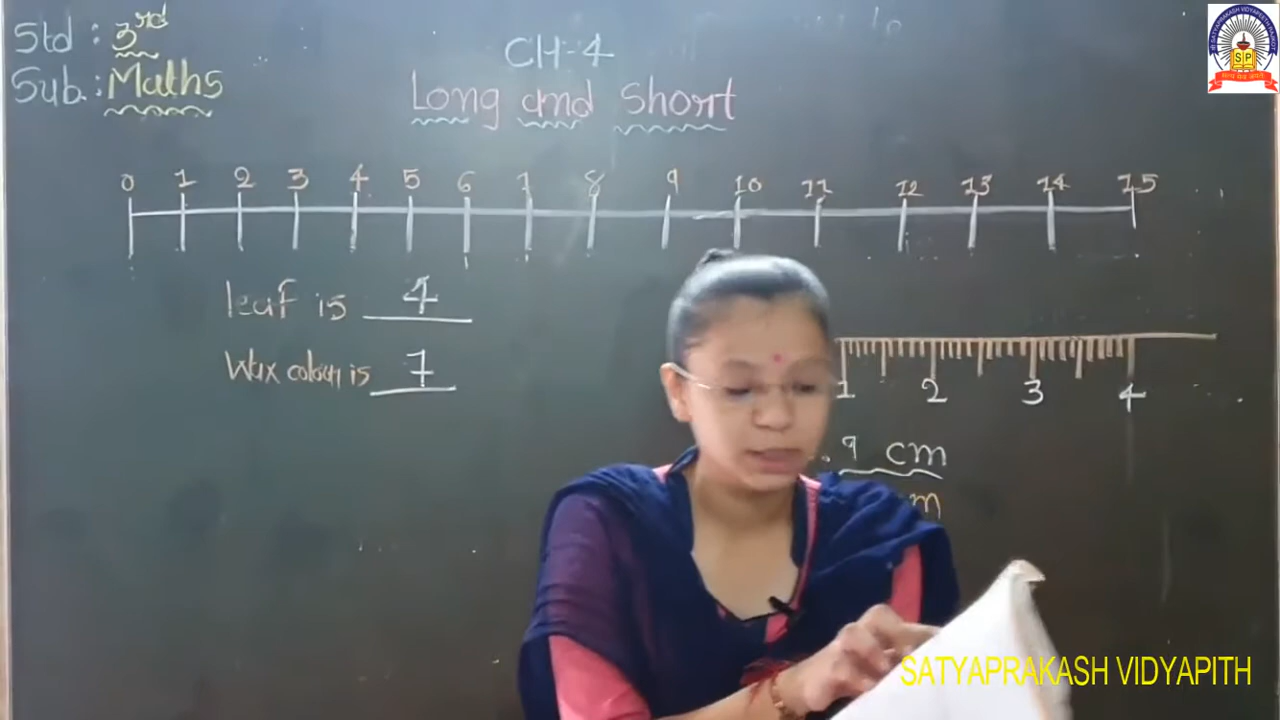 Std : 3rd
Sub. : Maths
CH-4
Long and Short
0 1 2 3 4 5 6 7 8 9 10 11 12 13 14 15
leaf is 4
Wax colour is 7
1 2 3 4
9 cm
m
SP
SATYAPRAKASH VIDYAPITH